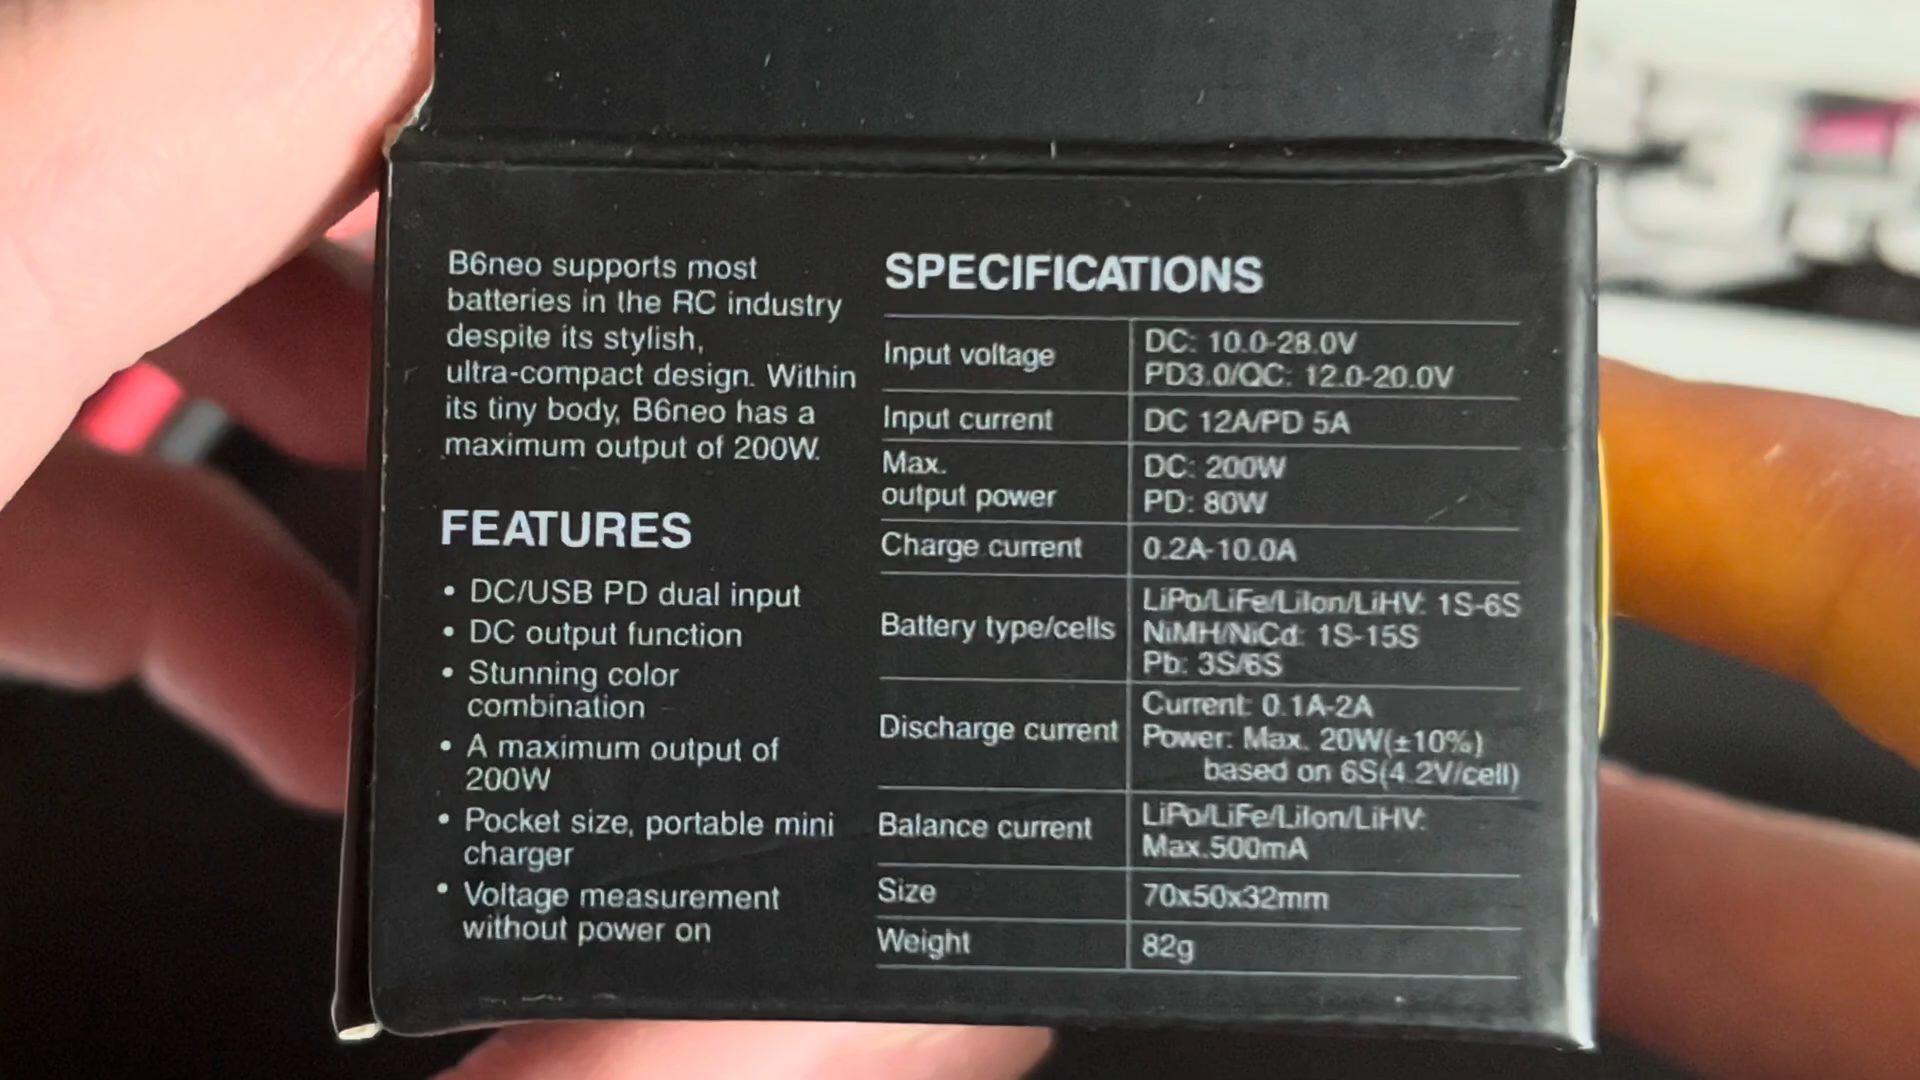 B6neo supports most
batteries in the RC industry
despite its stylish,
ultra-compact design. Within
its tiny body, B6neo has a
maximum output of 200W.
FEATURES
• DC/USB PD dual input
• DC output function
• Stunning color
combination
• A maximum output of
200W
• Pocket size, portable mini
charger
• Voltage measurement
without power on
SPECIFICATIONS
Input voltage
DC: 10.0-28.0V
PD3.0/QC: 12.0-20.0V
Input current
DC 12A/PD 5A
Max.
output power
DC: 200W
PD: 80W
Charge current
0.2A-10.0A
Battery type/cells
LiPo/LiFe/LiIon/LiHV: 1S-6S
NiMH/NiCd: 1S-15S
Pb: 3S/6S
Discharge current
Current: 0.1A-2A
Power: Max. 20W(±10%)
based on 6S(4.2V/cell)
Balance current
LiPo/LiFe/LiIon/LiHV:
Max.500mA
Size
70x50x32mm
Weight
82g